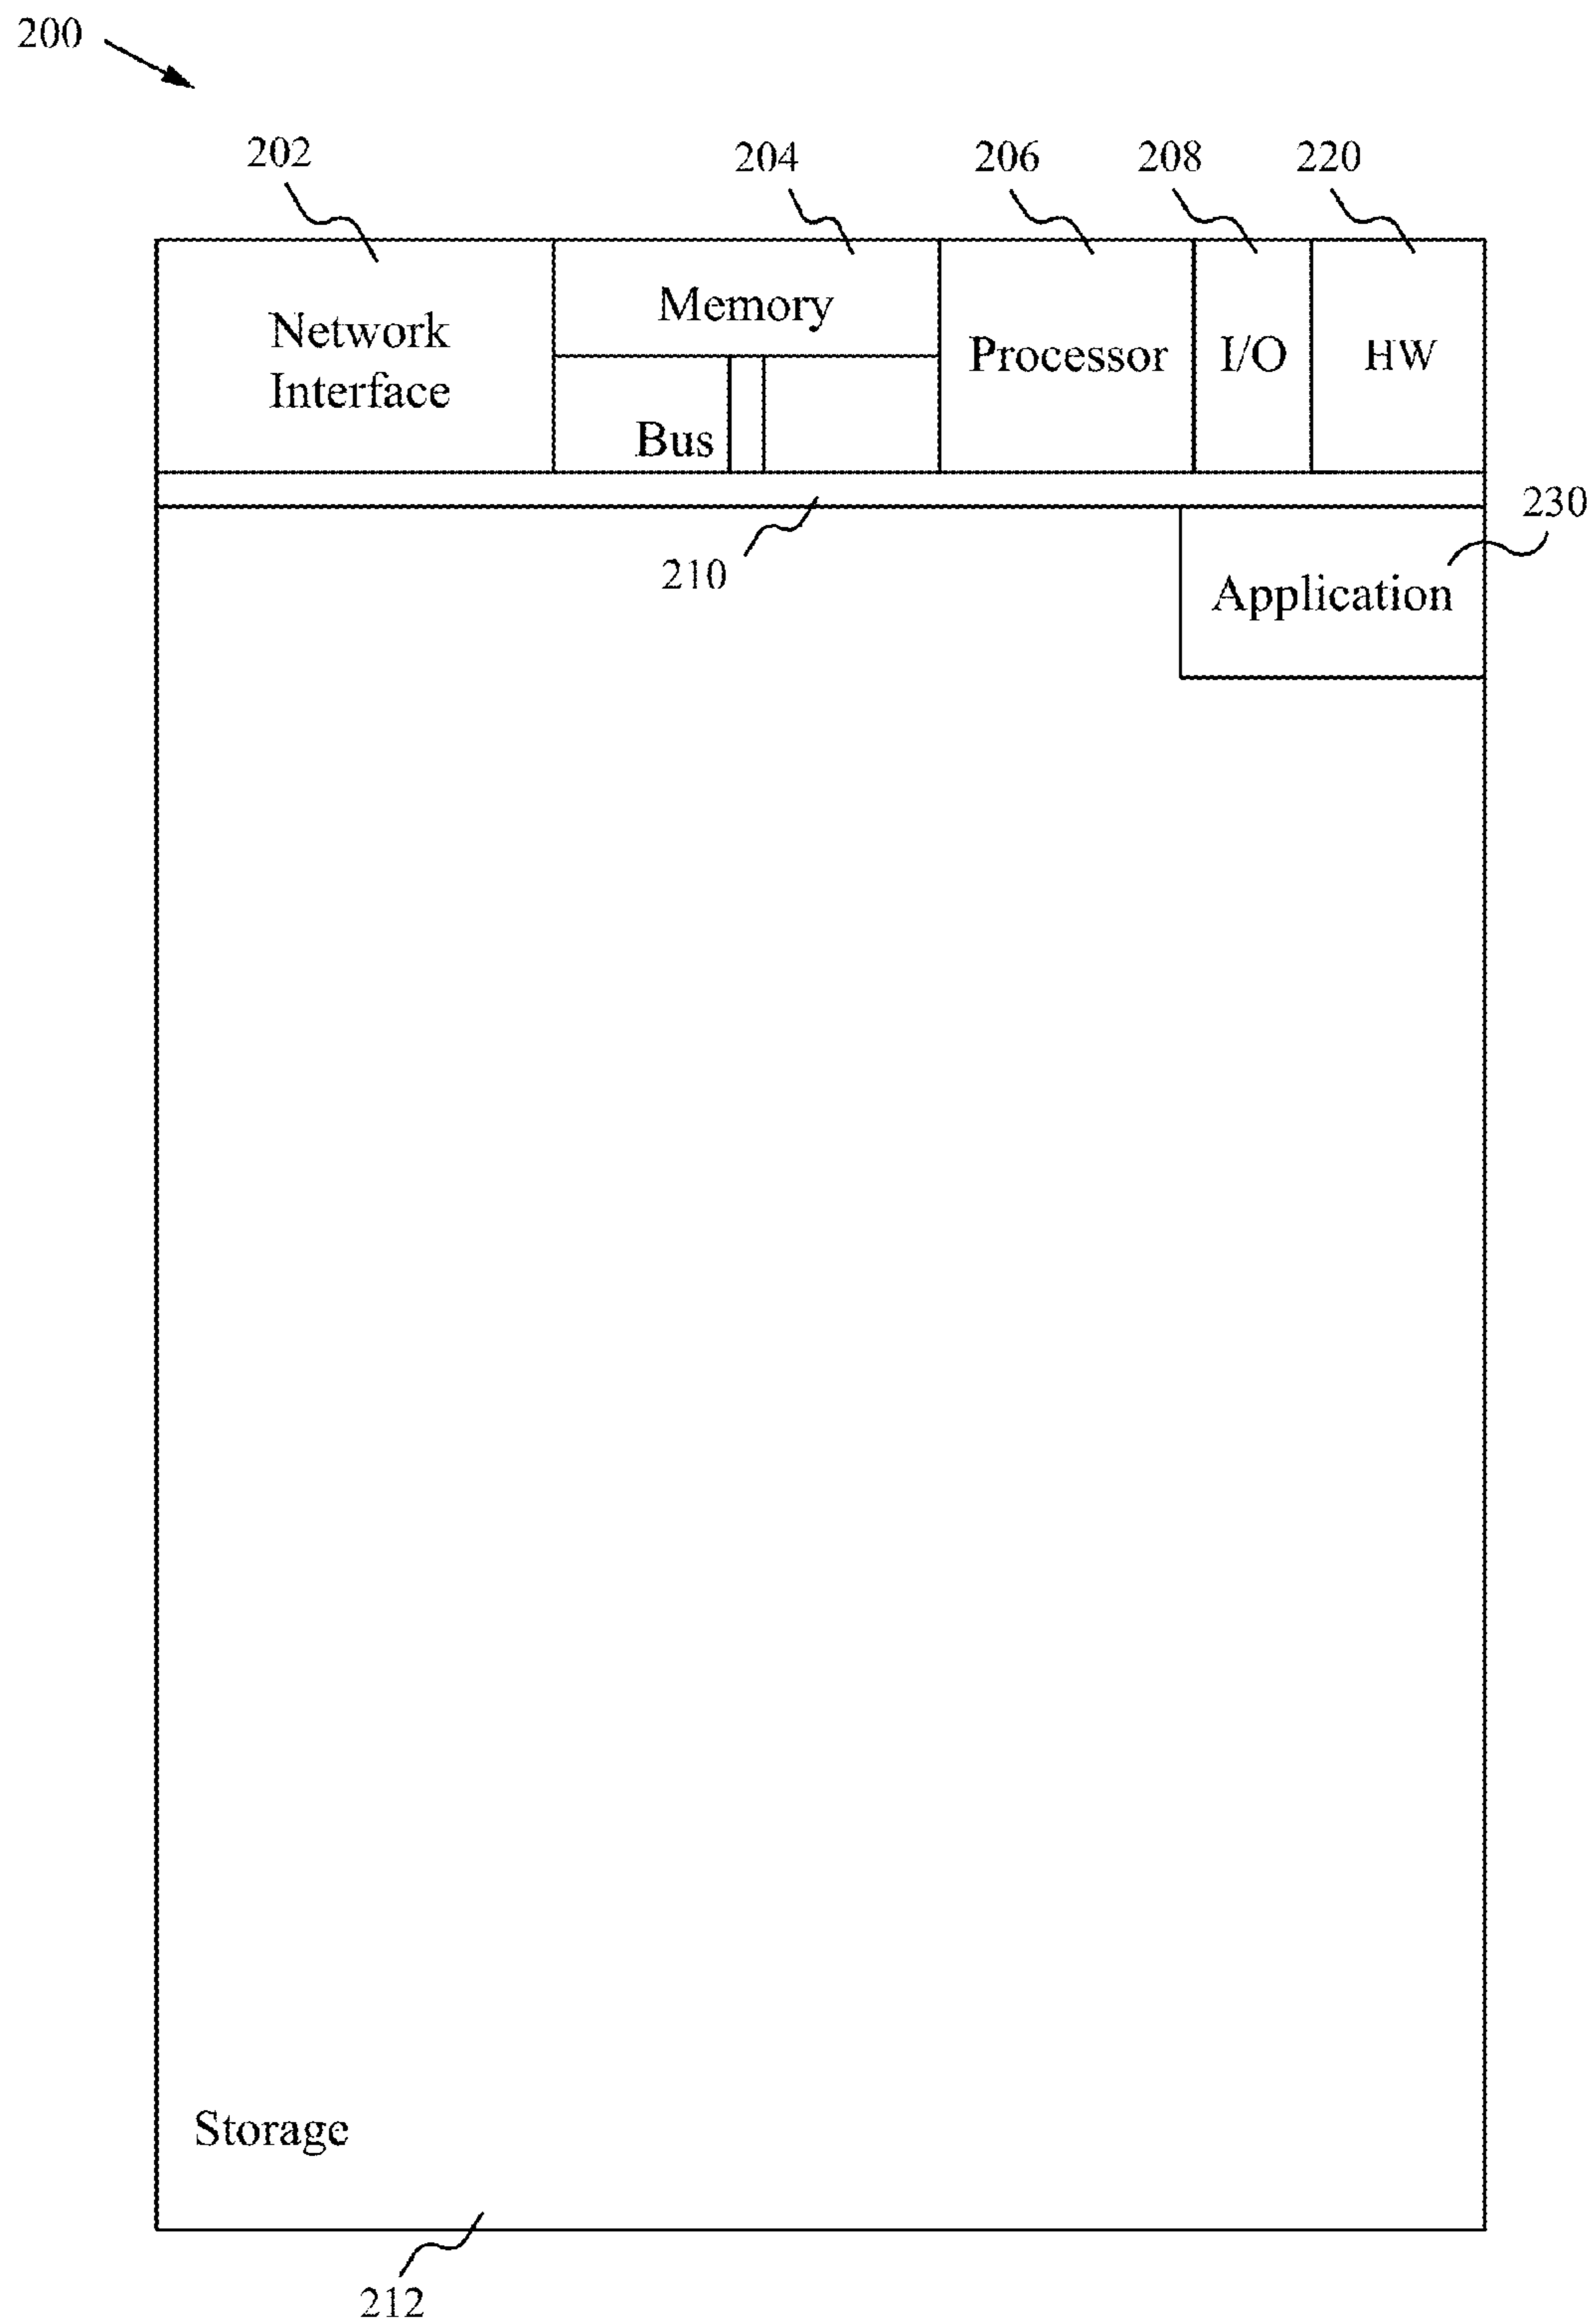 200
202
204
206
208
220
Network
Interface
Memory
Processor
I/O
HW
Bus
230
210
Application
Storage
212